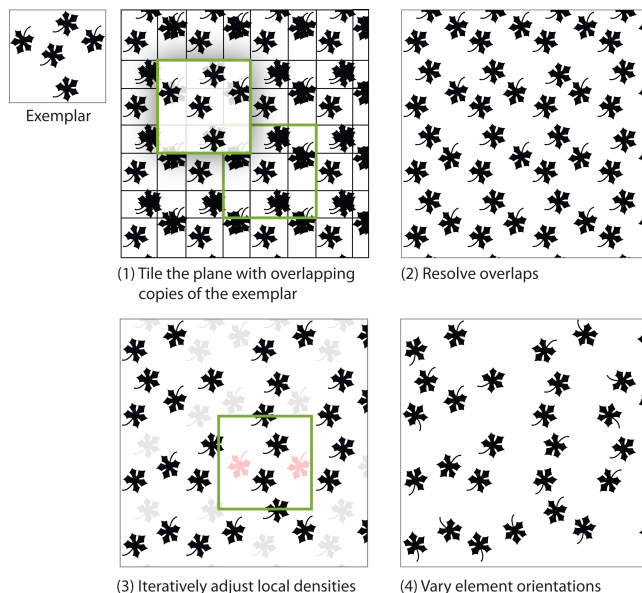 Exemplar
(1) Tile the plane with overlapping
copies of the exemplar
(2) Resolve overlaps
(3) Iteratively adjust local densities
(4) Vary element orientations